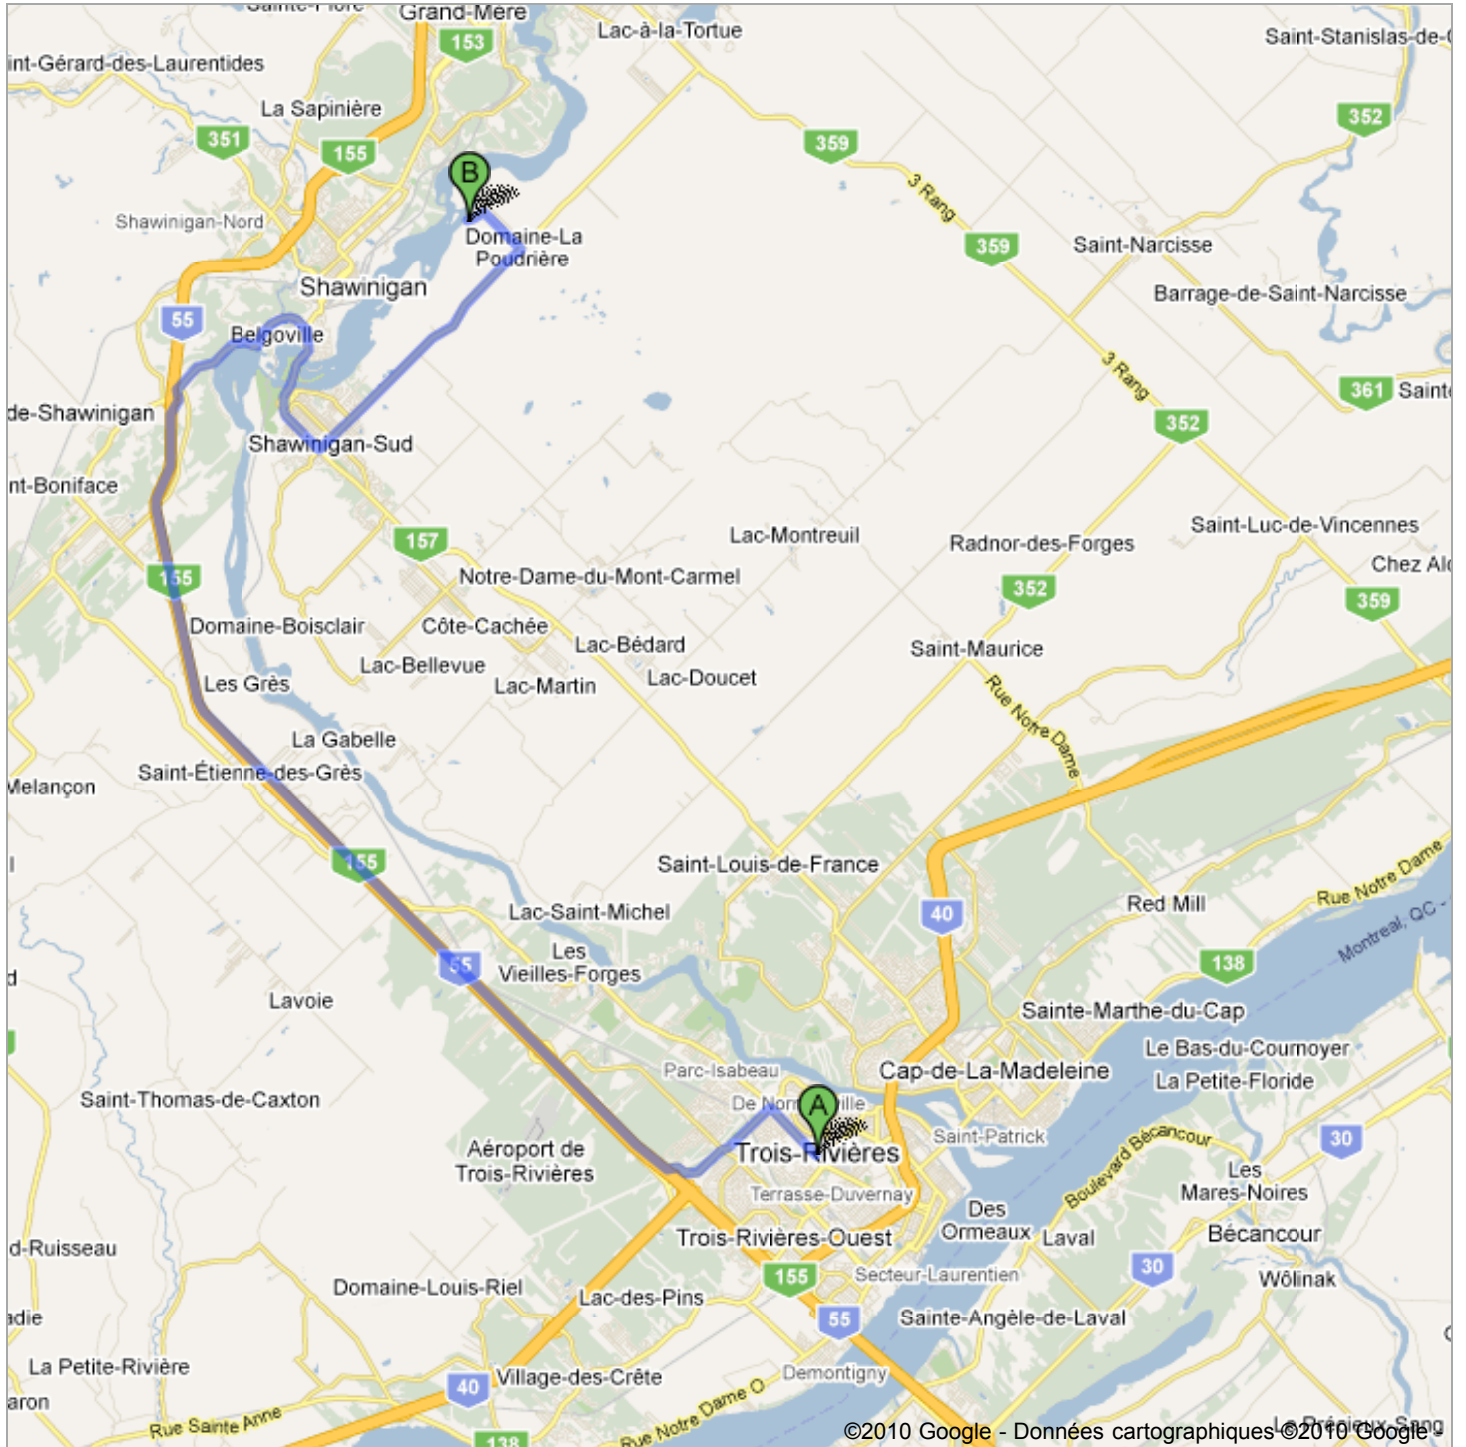 Sainte-Flore
Grand-Mère
153
Lac-à-la-Tortue
Saint-Stanislas-de-
int-Gérard-des-Laurentides
La Sapinière
351
155
352
359
B
3 Rang
Shawinigan-Nord
Domaine-La
Poudrière
359
Saint-Narcisse
Shawinigan
Barrage-de-Saint-Narcisse
55
Belgoville
3 Rang
361
Saint
de-Shawinigan
352
Shawinigan-Sud
nt-Boniface
Saint-Luc-de-Vincennes
157
Lac-Montreuil
Radnor-des-Forges
Chez Alc
155
Notre-Dame-du-Mont-Carmel
352
359
Domaine-Boisclair
Côte-Cachée
Lac-Bédard
Saint-Maurice
Lac-Bellevue
Les Grès
Lac-Martin
Lac-Doucet
Rue Notre Dame
La Gabelle
Saint-Étienne-des-Grès
Melançon
155
Saint-Louis-de-France
Rue Notre Dame
Lac-Saint-Michel
40
Red Mill
Montreal, QC -
Les
Vieilles-Forges
55
138
Lavoie
Sainte-Marthe-du-Cap
Le Bas-du-Cournoyer
Parc-Isabeau
Cap-de-La-Madeleine
La Petite-Floride
Saint-Thomas-de-Caxton
A
Saint-Patrick
Boulevard Bécancour
30
Aéroport de
Trois-Rivières
Trois-Rivières
Les
Mares-Noires
Terrasse-Duvernay
Des
Ormeaux
Laval
Bécancour
d-Ruisseau
Trois-Rivières-Ouest
155
Secteur-Laurentien
30
Wôlinak
Domaine-Louis-Riel
Lac-des-Pins
55
Sainte-Angèle-de-Laval
adie
La Petite-Rivière
Demontigny
40
Village-des-Crête
aron
Rue Sainte Anne
138
Rue Notre Dame O
©2010 Google - Données cartographiques ©2010 Google -